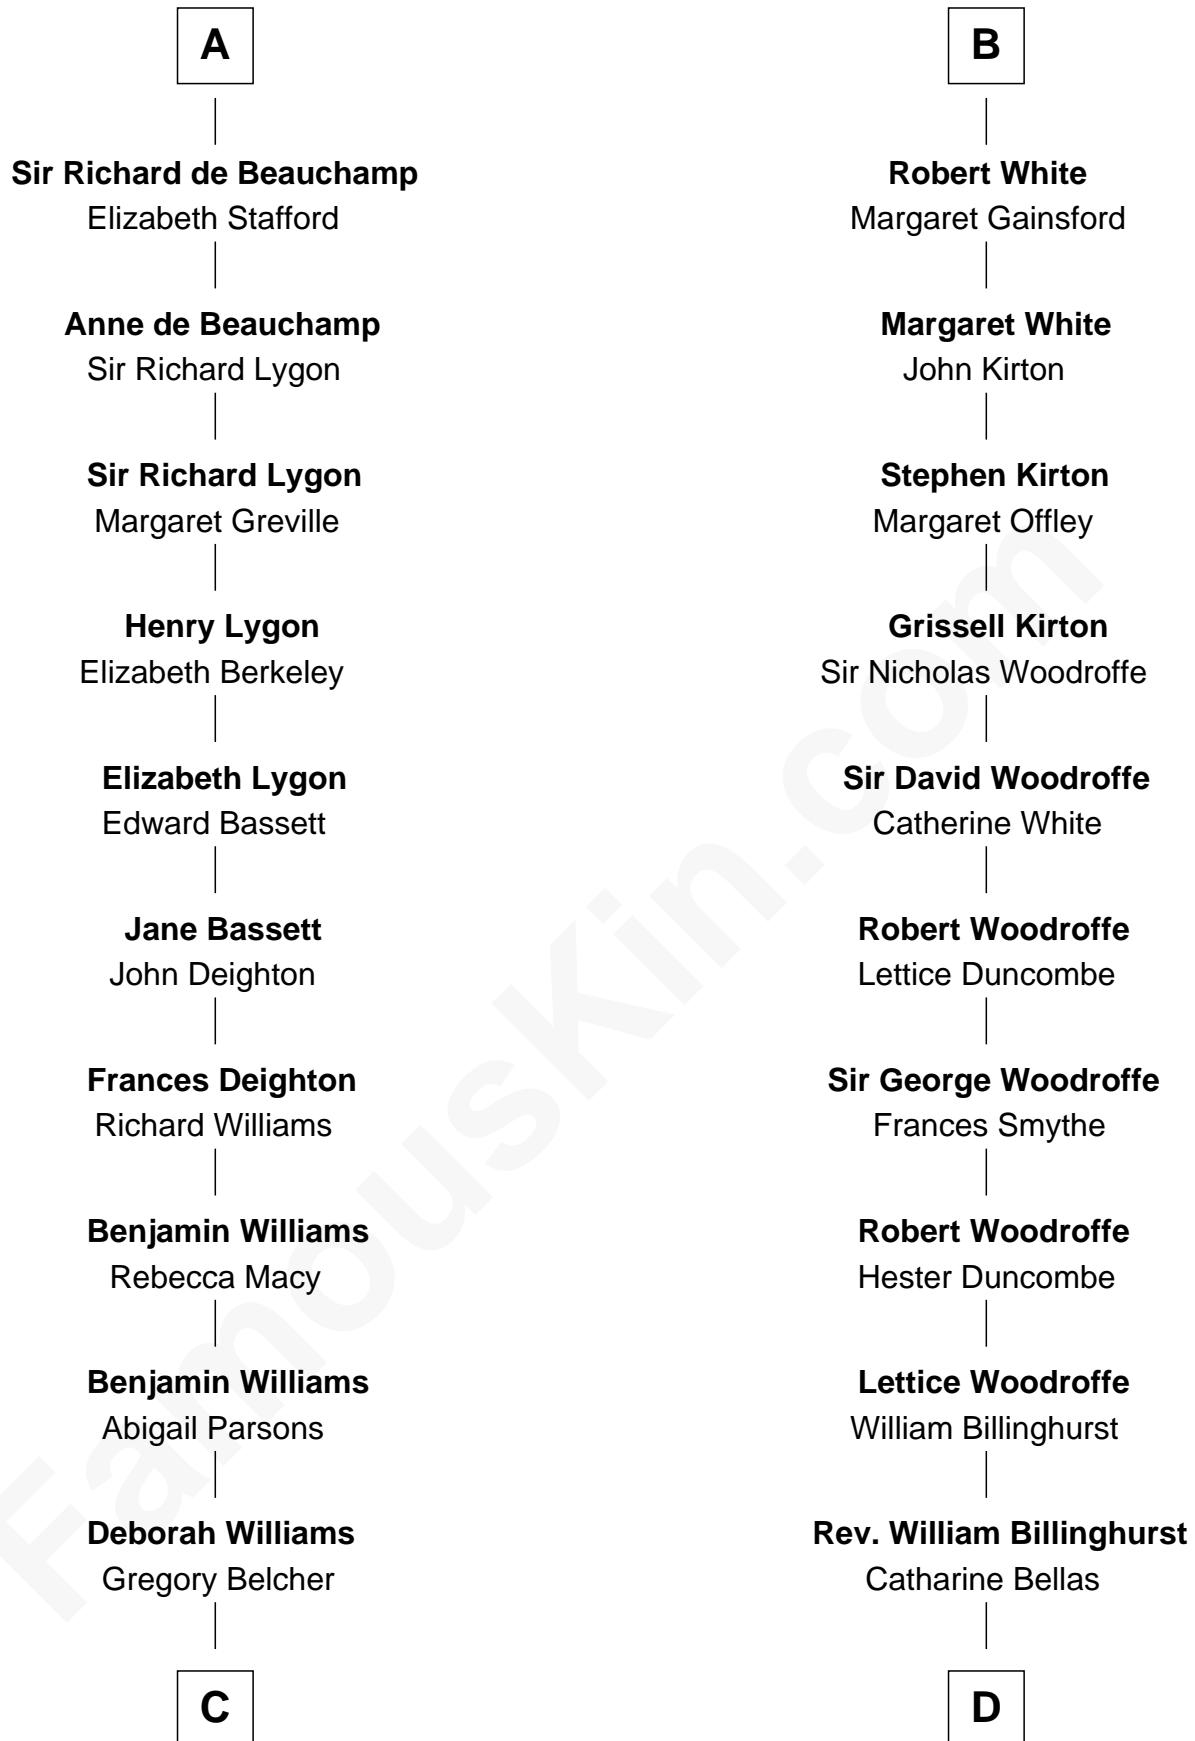 A
Sir Richard de Beauchamp
Elizabeth Stafford
Anne de Beauchamp
Sir Richard Lygon
Sir Richard Lygon
Margaret Greville
Henry Lygon
Elizabeth Berkeley
Elizabeth Lygon
Edward Bassett
Jane Bassett
John Deighton
Frances Deighton
Richard Williams
Benjamin Williams
Rebecca Macy
Benjamin Williams
Abigail Parsons
Deborah Williams
Gregory Belcher
C
B
Robert White
Margaret Gainsford
Margaret White
John Kirton
Stephen Kirton
Margaret Offley
Grissell Kirton
Sir Nicholas Woodroffe
Sir David Woodroffe
Catherine White
Robert Woodroffe
Lettice Duncombe
Sir George Woodroffe
Frances Smythe
Robert Woodroffe
Hester Duncombe
Lettice Woodroffe
William Billinghurst
Rev. William Billinghurst
Catharine Bellas
D
FamousKin.com